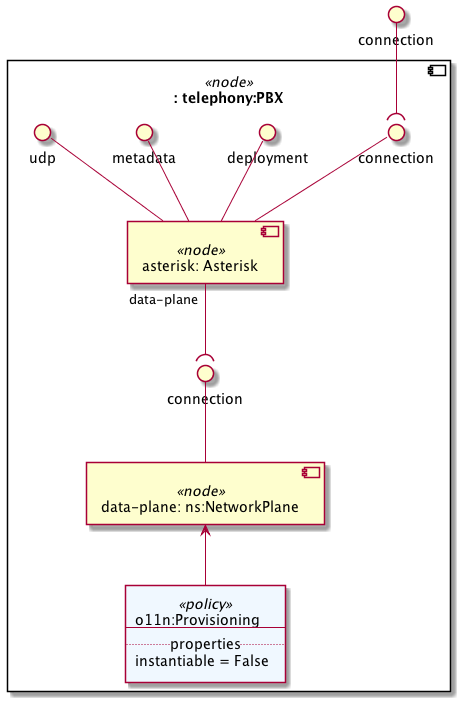 connection
«node»
: telephony:PBX
udp
metadata
deployment
connection
«node»
asterisk: Asterisk
data-plane
connection
«node»
data-plane: ns:NetworkPlane
«policy»
o11n:Provisioning
properties
instantiable = False